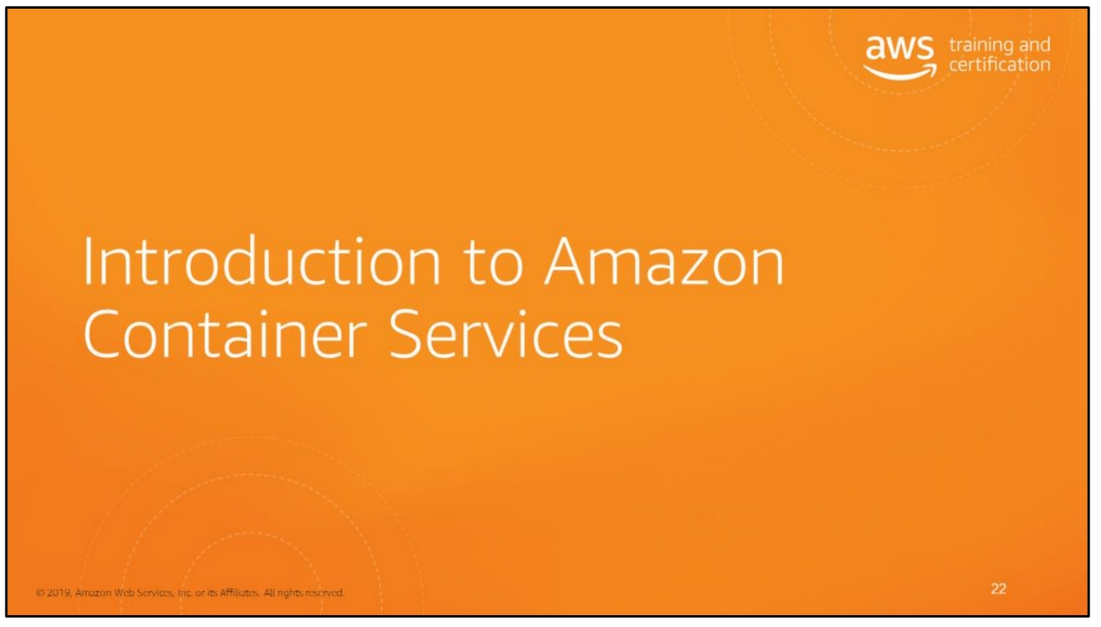 aws training and
certification
Introduction to Amazon
Container Services
© 2019, Amazon Web Services, Inc. or its Affiliates. All rights reserved.
22